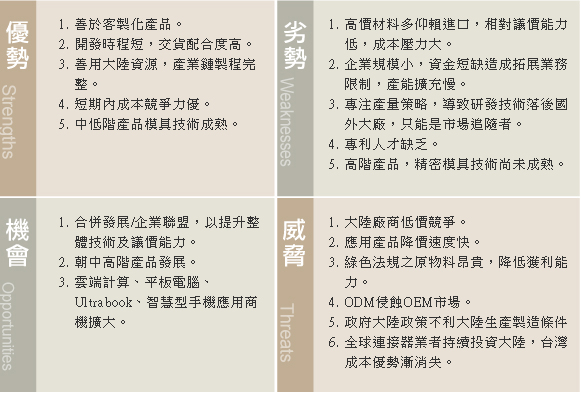 優勢
Strengths
1. 善於客製化產品。
2. 開發時程短，交貨配合度高。
3. 善用大陸資源，產業鏈製程完
整。
4. 短期內成本競爭力優。
5. 中低階產品模具技術成熟。
劣勢
Weaknesses
1. 高價材料多仰賴進口，相對議價能力
低，成本壓力大。
2. 企業規模小，資金短缺造成拓展業務
限制，產能擴充慢。
3. 專注產量策略，導致研發技術落後國
外大廠，只能是市場追隨者。
4. 專利人才缺乏。
5. 高階產品，精密模具技術尚未成熟。
機會
Opportunities
1. 合併發展/企業聯盟，以提升整
體技術及議價能力。
2. 朝中高階產品發展。
3. 雲端計算、平板電腦、
Ultrabook、智慧型手機應用商
機擴大。
威脅
Threats
1. 大陸廠商低價競爭。
2. 應用產品降價速度快。
3. 綠色法規之原物料昂貴，降低獲利能
力。
4. ODM侵蝕OEM市場。
5. 政府大陸政策不利大陸生產製造條件
6. 全球連接器業者持續投資大陸，台灣
成本優勢漸消失。